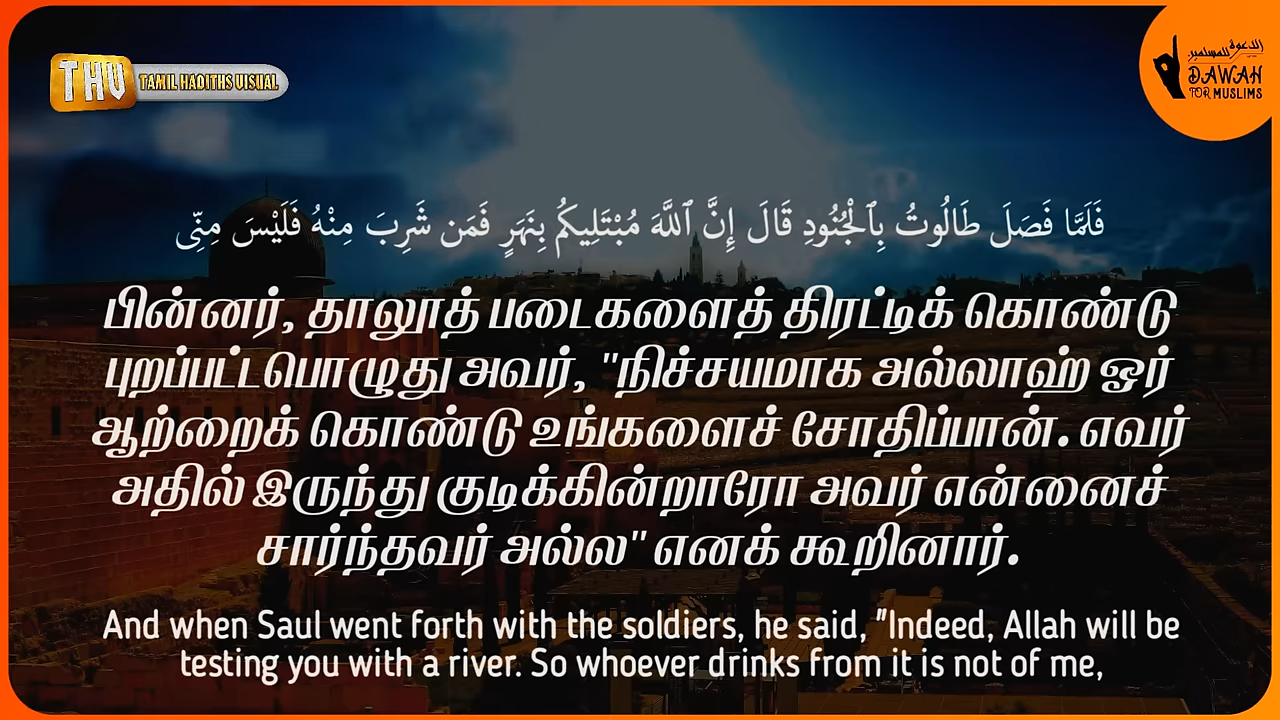 THV TAMIL HADITHS VISUAL
الدعوة للمسلمين
DAWAH
FOR MUSLIMS
فَلَمَّا فَصَلَ طَالُوتُ بِٱلْجُنُودِ قَالَ إِنَّ ٱللَّهَ مُبْتَلِيكُم بِنَهَرٍ فَمَن شَرِبَ مِنْهُ فَلَيْسَ مِنِّى
பின்னர், தாலூத் படைகளைத் திரட்டிக் கொண்டு
புறப்பட்டபொழுது அவர், "நிச்சயமாக அல்லாஹ் ஓர்
ஆற்றைக் கொண்டு உங்களைச் சோதிப்பான். எவர்
அதில் இருந்து குடிக்கின்றாரோ அவர் என்னைச்
சார்ந்தவர் அல்ல" எனக் கூறினார்.
And when Saul went forth with the soldiers, he said, "Indeed, Allah will be
testing you with a river. So whoever drinks from it is not of me,